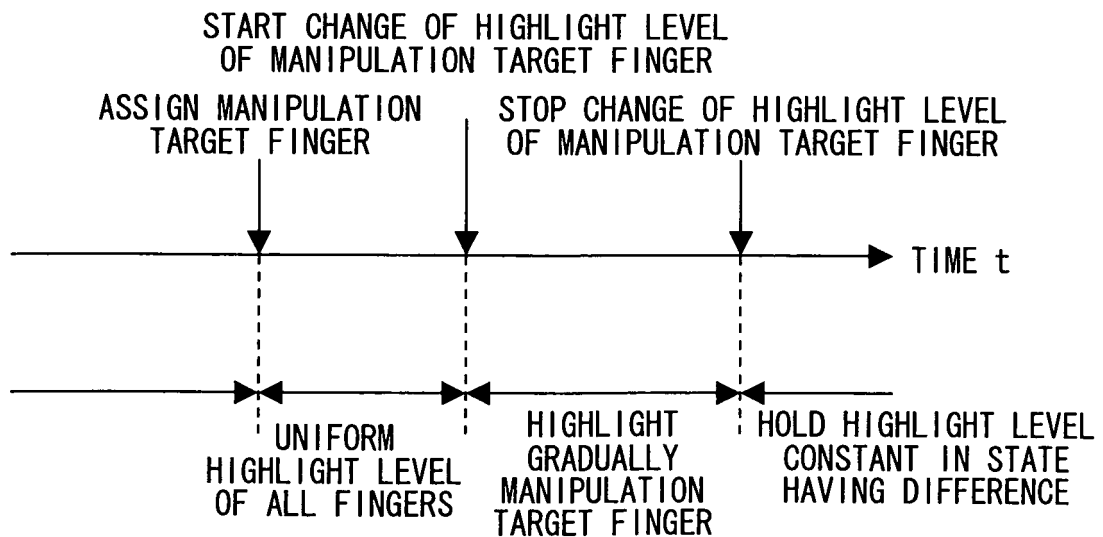 START CHANGE OF HIGHLIGHT LEVEL
OF MANIPULATION TARGET FINGER
ASSIGN MANIPULATION
TARGET FINGER
STOP CHANGE OF HIGHLIGHT LEVEL
OF MANIPULATION TARGET FINGER
TIME t
UNIFORM
HIGHLIGHT LEVEL
OF ALL FINGERS
HIGHLIGHT
GRADUALLY
MANIPULATION
TARGET FINGER
HOLD HIGHLIGHT LEVEL
CONSTANT IN STATE
HAVING DIFFERENCE